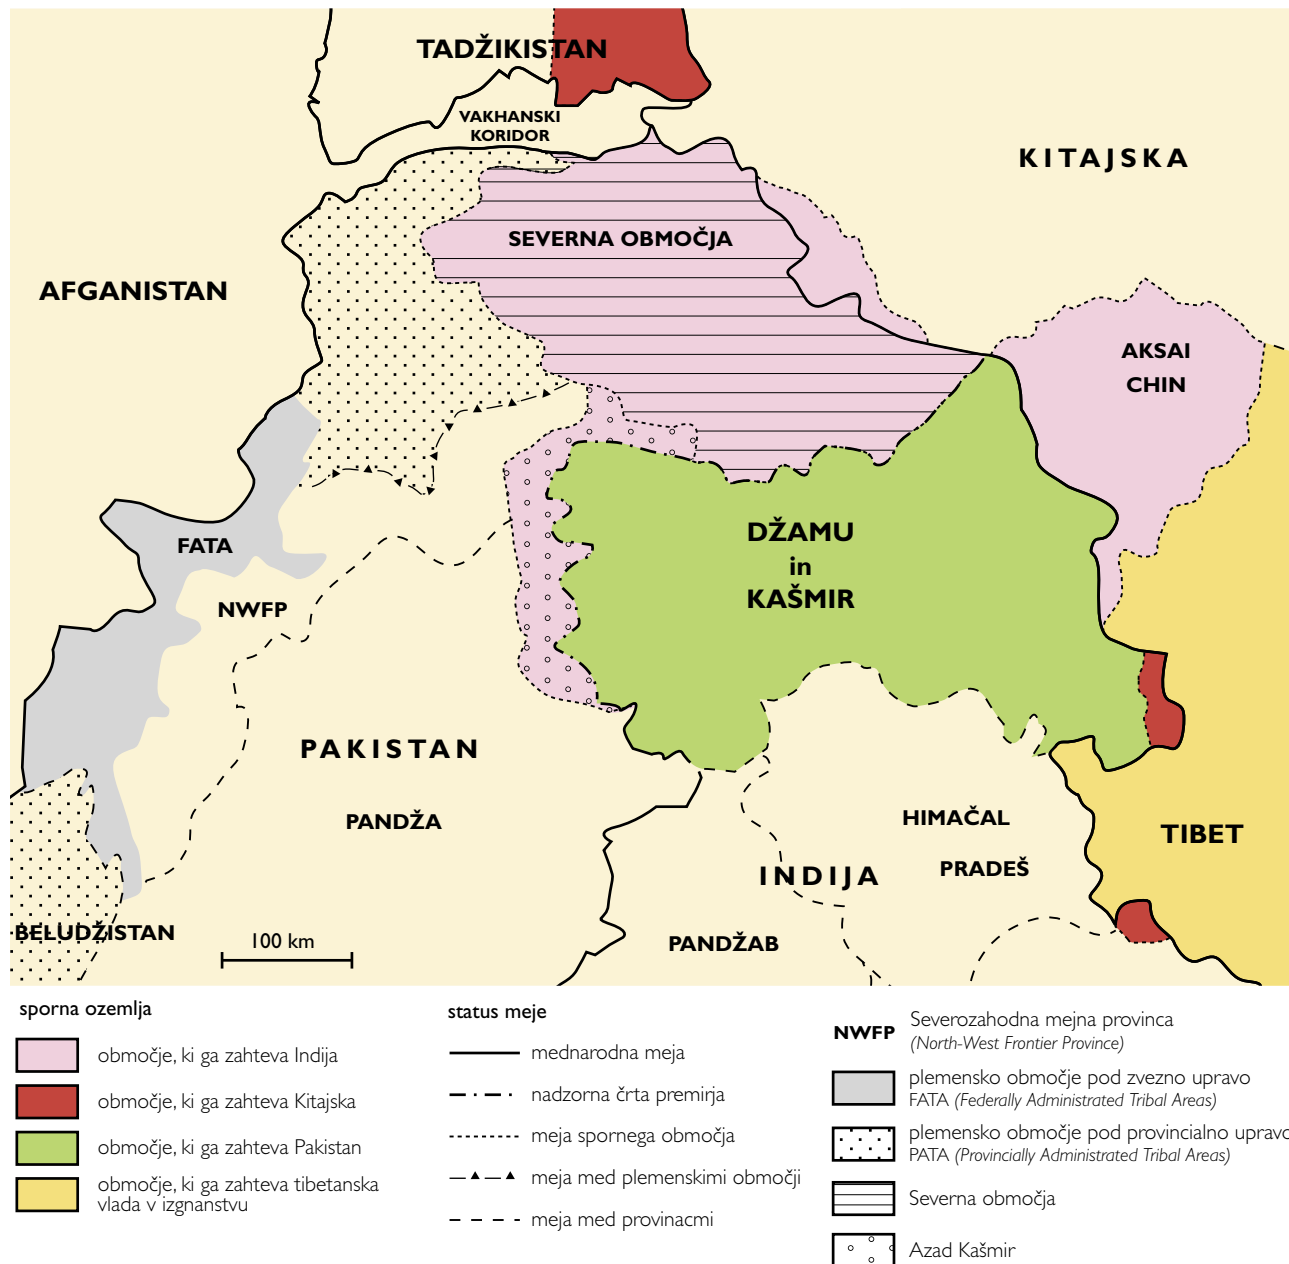 TADŽIKISTAN
VAKHANSKI
KORIDOR
KITAJSKA
SEVERNA OBMOČJA
AFGANISTAN
AKSAI
CHIN
DŽAMU
in
KAŠMIR
FATA
NWFP
PAKISTAN
PANDŽA
HIMAČAL
PRADEŠ
TIBET
INDIJA
BELUDŽISTAN
PANDŽAB
100 km
sporna ozemlja
območje, ki ga zahteva Indija
območje, ki ga zahteva Kitajska
območje, ki ga zahteva Pakistan
območje, ki ga zahteva tibetanska
vlada v izgnanstvu
status meje
mednarodna meja
nadzorna črta premirja
meja spornega območja
meja med plemenskimi območji
meja med provinacmi
NWFP Severozahodna mejna provinca
(North-West Frontier Province)
plemensko območje pod zvezno upravo
FATA (Federally Administrated Tribal Areas)
plemensko območje pod provincialno upravo
PATA (Provincially Administrated Tribal Areas)
Severna območja
Azad Kašmir